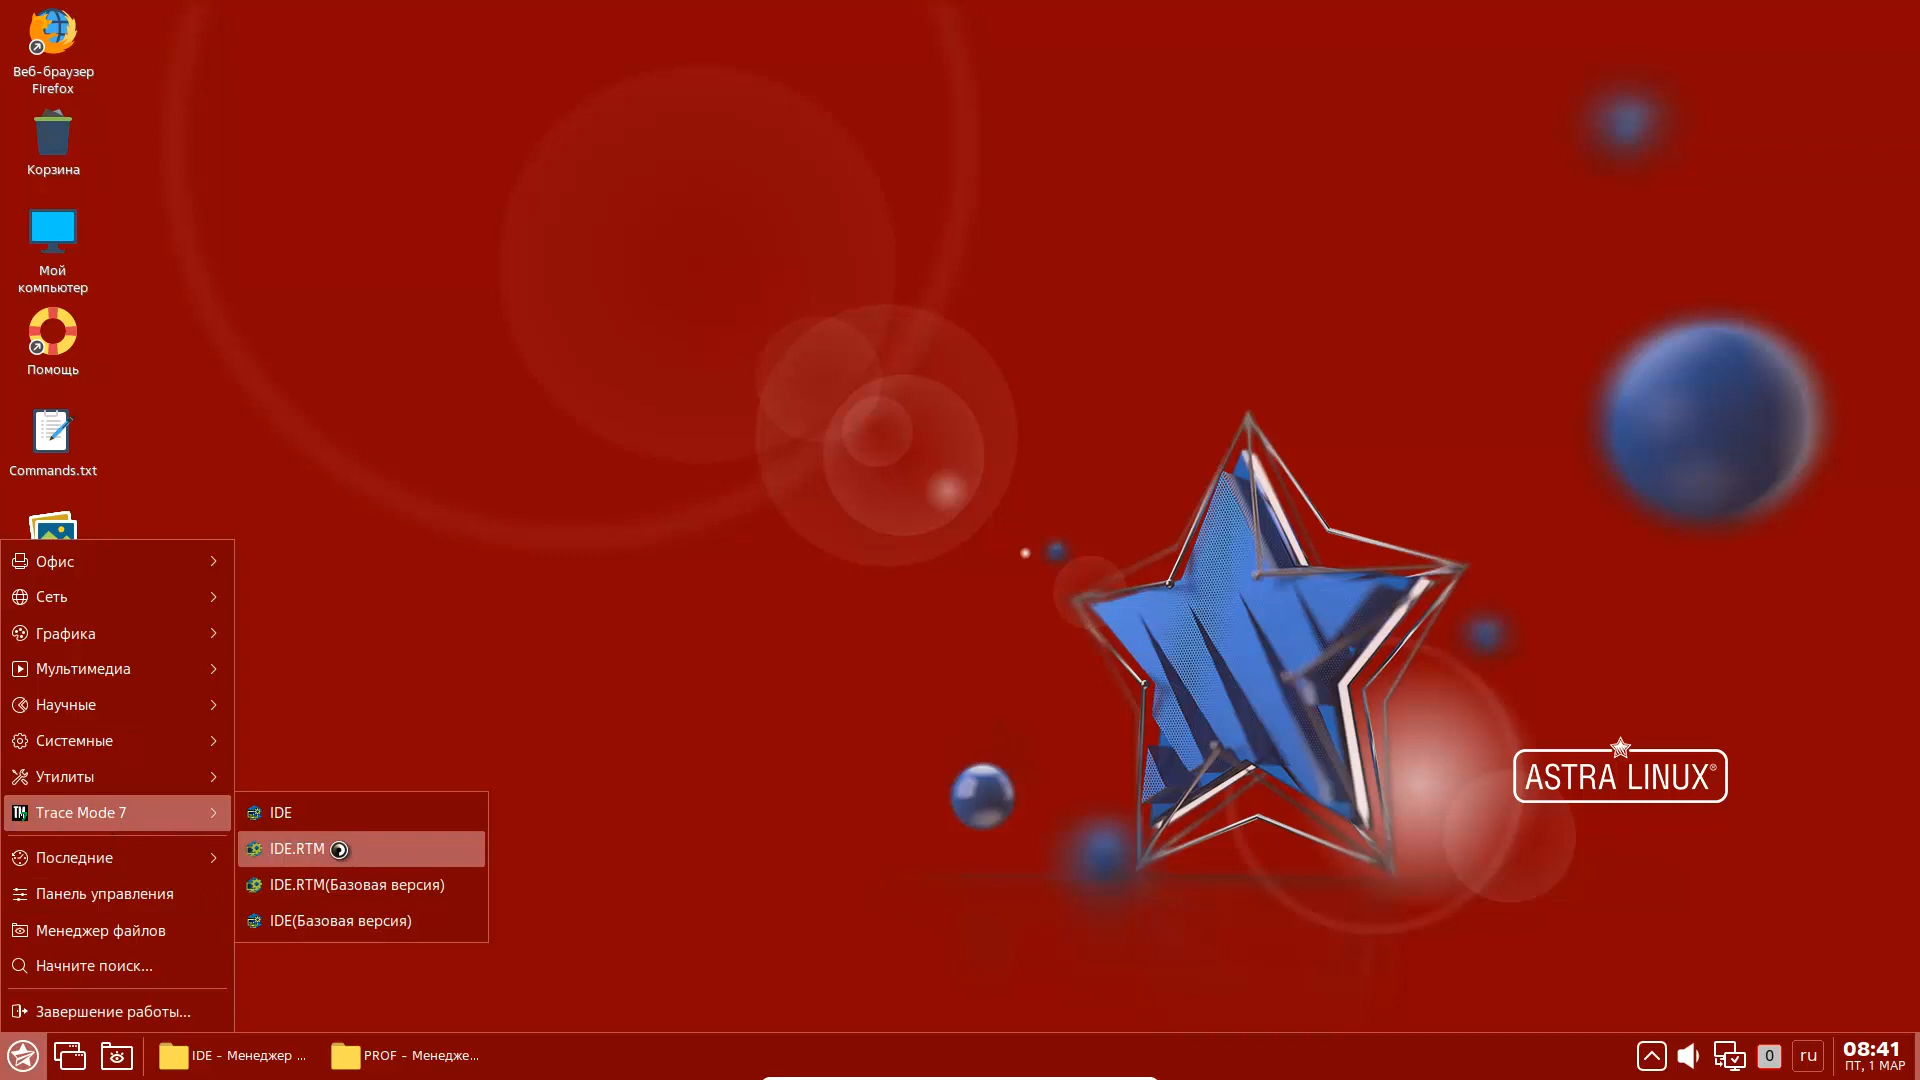 Веб-браузер
Firefox
Корзина
Мой
компьютер
Помощь
Commands.txt
Офис
Сеть
Графика
Мультимедиа
Научные
Системные
Утилиты
Trace Mode 7
Последние
Панель управления
Менеджер файлов
Начните поиск...
Завершение работы...
IDE
IDE.RTM
IDE.RTM(Базовая версия)
IDE(Базовая версия)
ASTRA LINUX®
IDE – Менеджер ...
PROF – Менедже...
0
ru
08:41
ПТ, 1 МАР